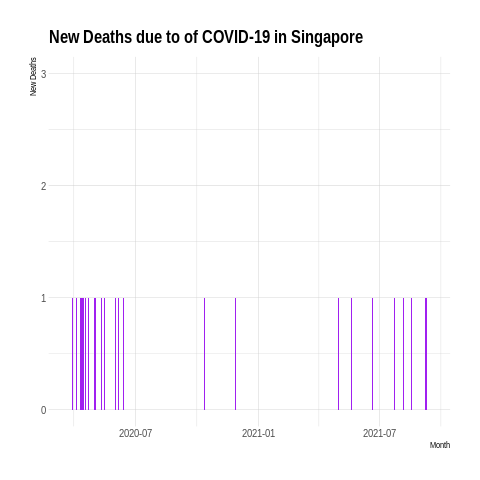 New Deaths due to of COVID-19 in Singapore
New Deaths
3
2
1
0
2020-07 2021-01 2021-07
Month